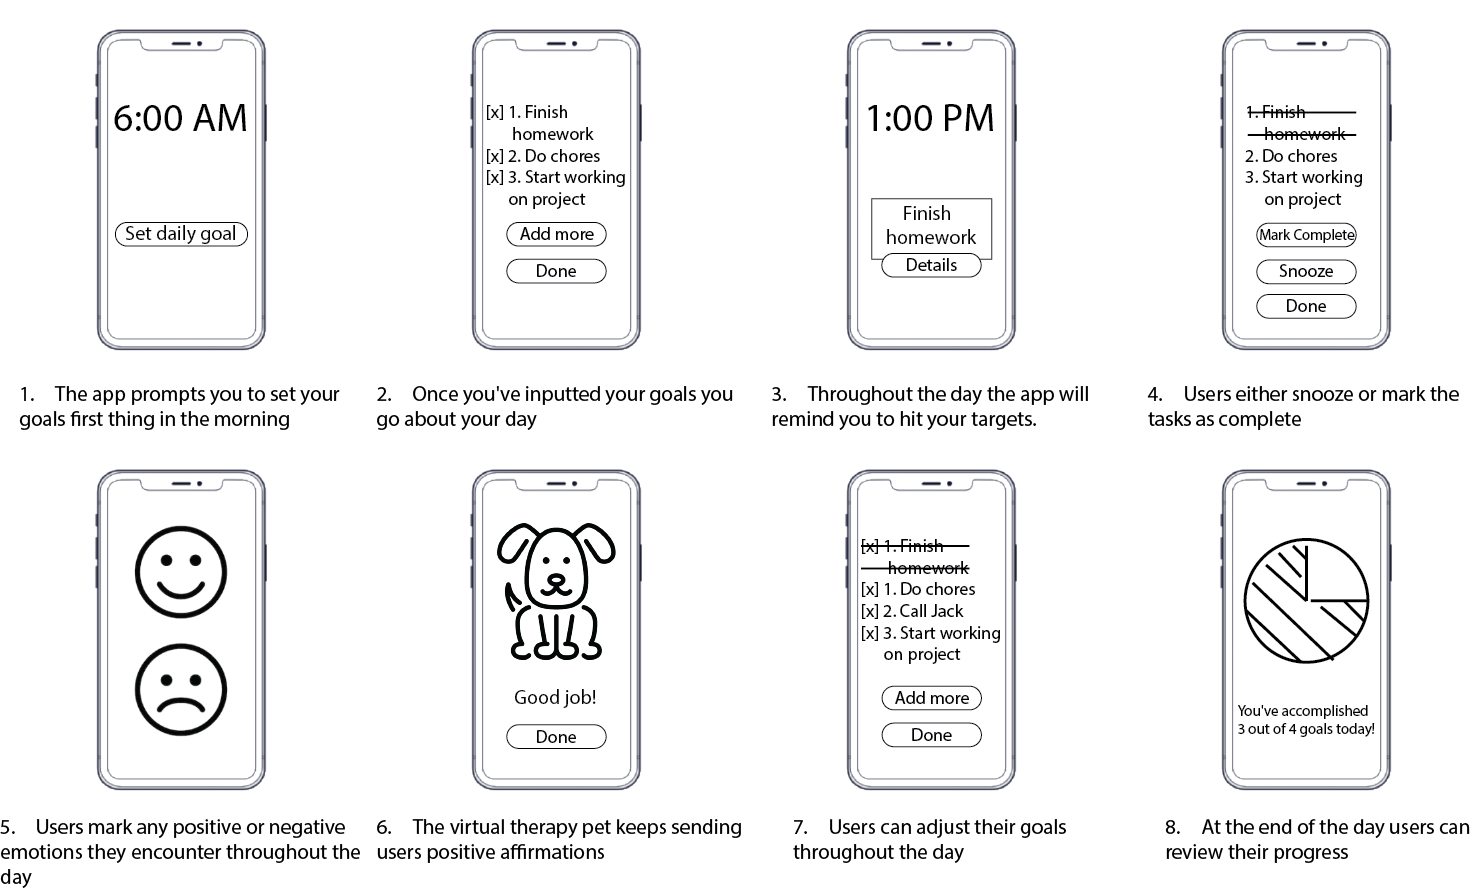 6:00 AM
Set daily goal
[x] 1. Finish
homework
[x] 2. Do chores
[x] 3. Start working
on project
Add more
Done
1:00 PM
Finish
homework
Details
1. Finish
homework
2. Do chores
3. Start working
on project
Mark Complete
Snooze
Done
1. The app prompts you to set your
goals first thing in the morning
2. Once you've inputted your goals you
go about your day
3. Throughout the day the app will
remind you to hit your targets.
4. Users either snooze or mark the
tasks as complete
Good job!
Done
[x] 1. Finish
homework
[x] 1. Do chores
[x] 2. Call Jack
[x] 3. Start working
on project
Add more
Done
You've accomplished
3 out of 4 goals today!
5. Users mark any positive or negative
emotions they encounter throughout the
day
6. The virtual therapy pet keeps sending
users positive affirmations
7. Users can adjust their goals
throughout the day
8. At the end of the day users can
review their progress